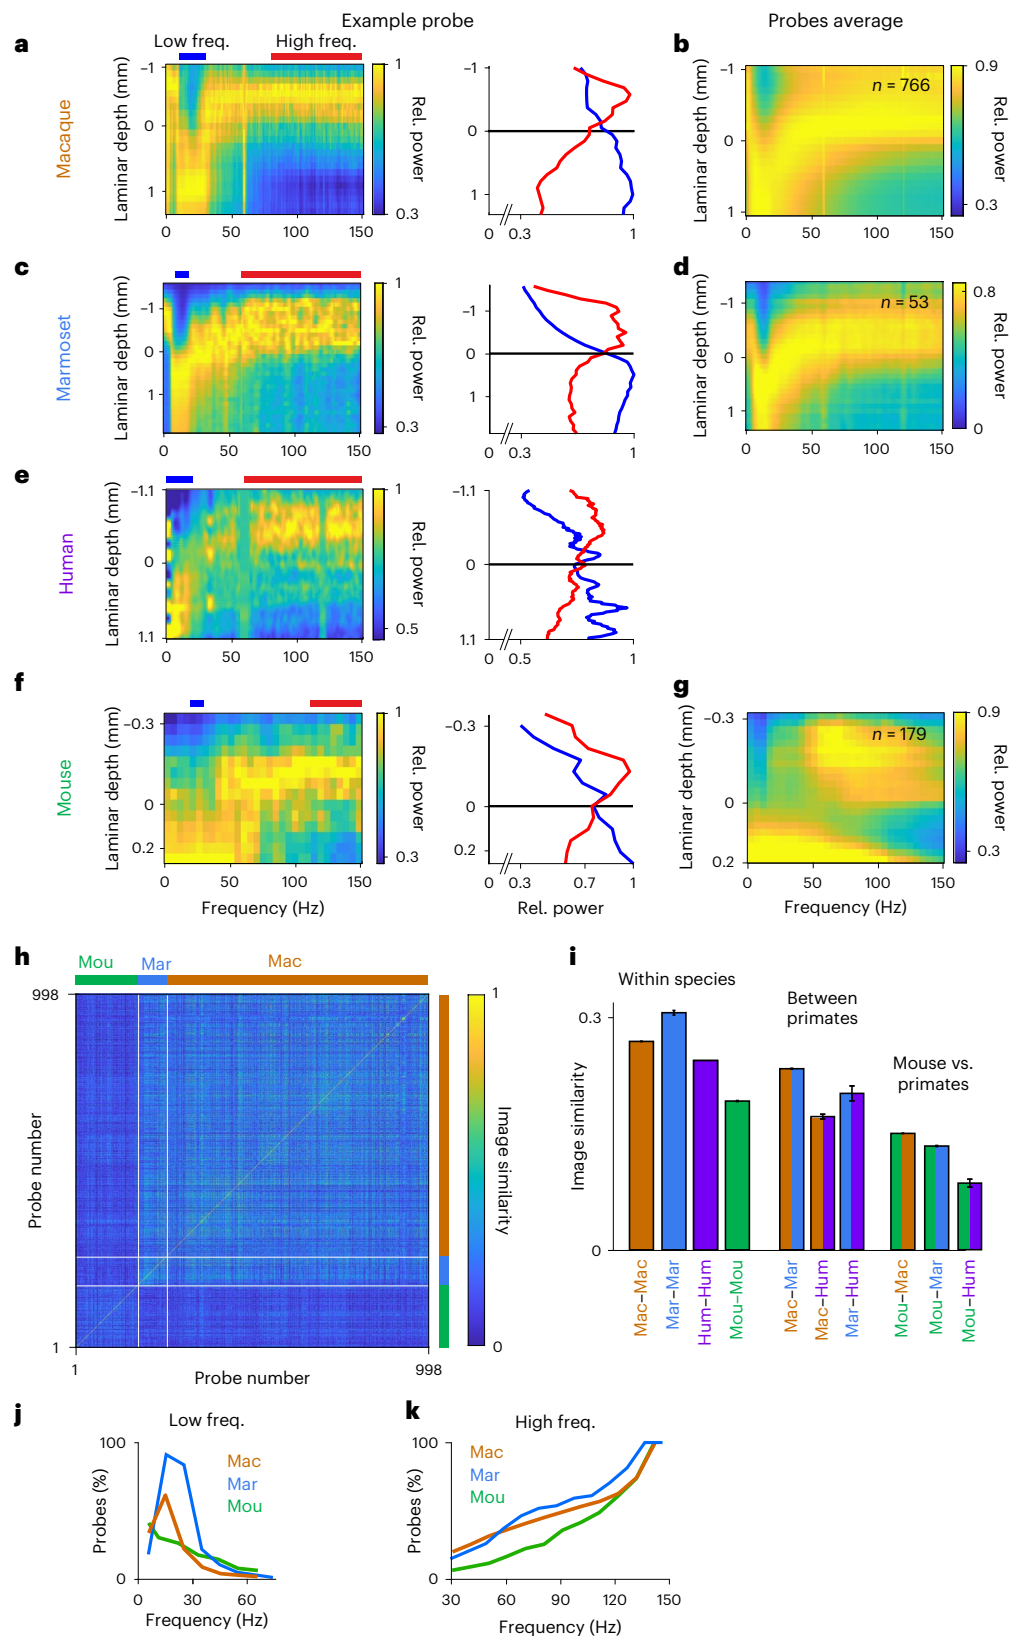 Example probe
Probes average
a
Low freq.
High freq.
Macaque
Laminar depth (mm)
−1
0
1
0
50
100
150
1
0.3
Rel. power
−1
0
1
0
0.3
1
b
n = 766
Laminar depth (mm)
−1
0
1
0
50
100
150
0.9
0.3
Rel. power
c
Marmoset
Laminar depth (mm)
−1
0
1
0
50
100
150
1
0.3
Rel. power
−1
0
1
0
0.3
1
d
n = 53
Laminar depth (mm)
−1
0
1
0
50
100
150
0.8
0
Rel. power
e
Human
Laminar depth (mm)
−1.1
0
1.1
0
50
100
150
1
0.5
Rel. power
−1.1
0
1.1
0
0.5
1
f
Mouse
Laminar depth (mm)
−0.3
0
0.2
0
50
100
150
Frequency (Hz)
1
0.3
Rel. power
−0.3
0
0.2
0
0.3
0.7
1
Rel. power
g
n = 179
Laminar depth (mm)
−0.3
0
0.2
0
50
100
150
Frequency (Hz)
0.9
0.3
Rel. power
h
Mou
Mar
Mac
998
1
Probe number
1
998
Probe number
1
0
Image similarity
i
Within species
Between
primates
Mouse vs.
primates
Image similarity
0.3
0
Mac–Mac
Mar–Mar
Hum–Hum
Mou–Mou
Mac–Mar
Mac–Hum
Mar–Hum
Mou–Mac
Mou–Mar
Mou–Hum
j
Low freq.
Mac
Mar
Mou
Probes (%)
100
0
0
30
60
Frequency (Hz)
k
High freq.
Mac
Mar
Mou
Probes (%)
100
0
30
60
90
120
150
Frequency (Hz)